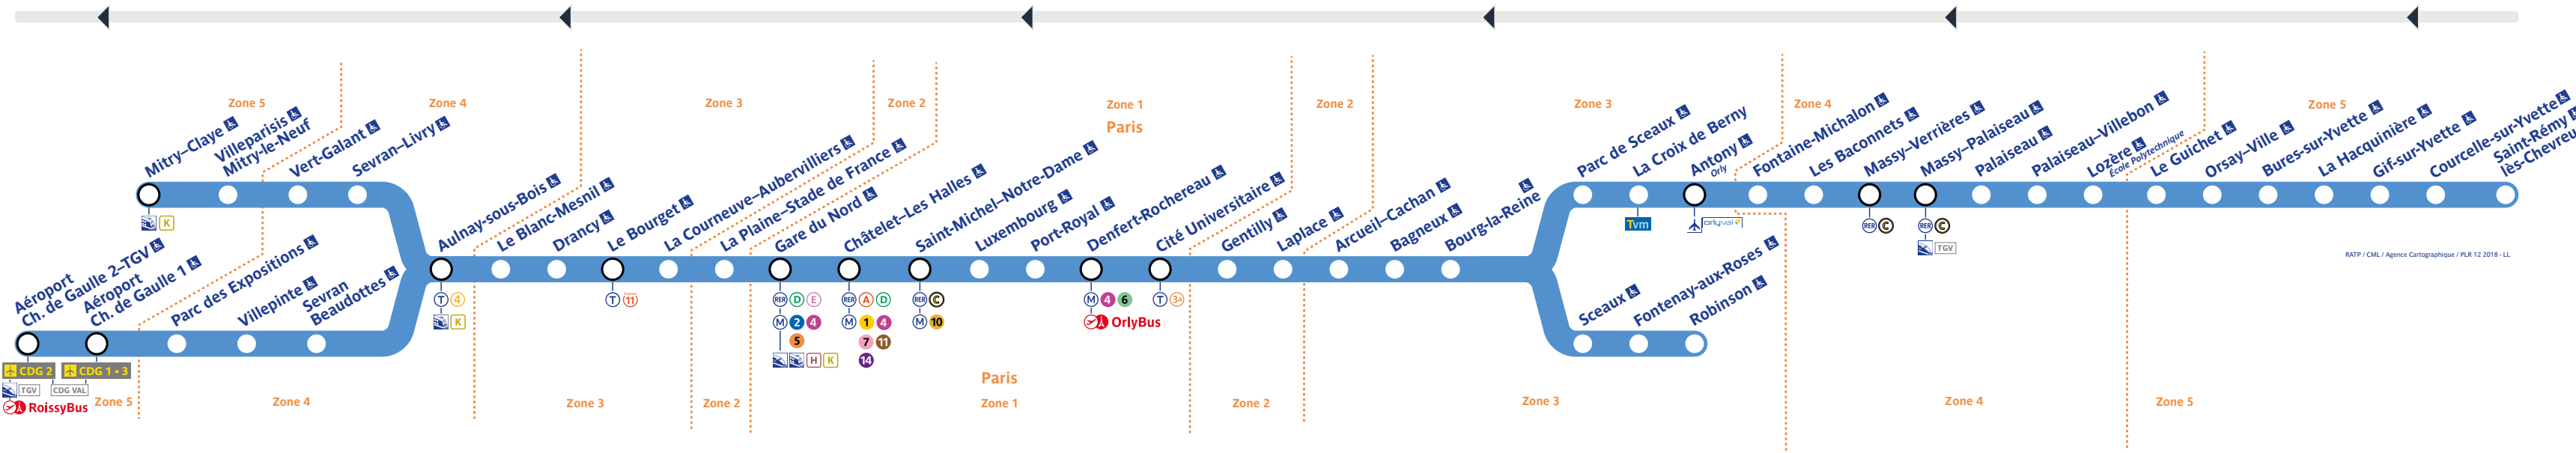 Zone 5
Zone 4
Zone 3
Zone 2
Zone 1
Paris
Zone 2
Zone 3
Zone 4
Zone 5
Mitry–Claye
Villeparisis
Mitry-le-Neuf
Vert-Galant
Sevran–Livry
K
Aéroport
Ch. de Gaulle 2–TGV
Aéroport
Ch. de Gaulle 1
Parc des Expositions
Villepinte
Sevran
Beaudottes
CDG 2
CDG 1 • 3
TGV
CDG VAL
RoissyBus
Aulnay-sous-Bois
T 4
K
Le Blanc-Mesnil
Drancy
Le Bourget
T 11
La Courneuve–Aubervilliers
La Plaine–Stade de France
Gare du Nord
RER D E
M 2 4
5
H K
Châtelet–Les Halles
RER A D
M 1 4
7 11
14
Saint-Michel–Notre-Dame
RER C
M 10
Luxembourg
Port-Royal
Denfert-Rochereau
M 4 6
OrlyBus
Cité Universitaire
T 3a
Gentilly
Laplace
Arcueil–Cachan
Bagneux
Bourg-la-Reine
Parc de Sceaux
La Croix de Berny
Tvm
Antony
Orly
orlyval
Fontaine-Michalon
Les Baconnets
Massy–Verrières
RER C
Massy–Palaiseau
RER C
TGV
Palaiseau
Palaiseau–Villebon
Lozère
École Polytechnique
Le Guichet
Orsay–Ville
Bures-sur-Yvette
La Hacquinière
Gif-sur-Yvette
Courcelle-sur-Yvette
Saint-Rémy
lès-Chevreu
Sceaux
Fontenay-aux-Roses
Robinson
RATP / CML / Agence Cartographique / PLR 12 2018 - LL
Zone 5
Zone 4
Zone 3
Zone 2
Paris
Zone 1
Zone 2
Zone 3
Zone 4
Zone 5